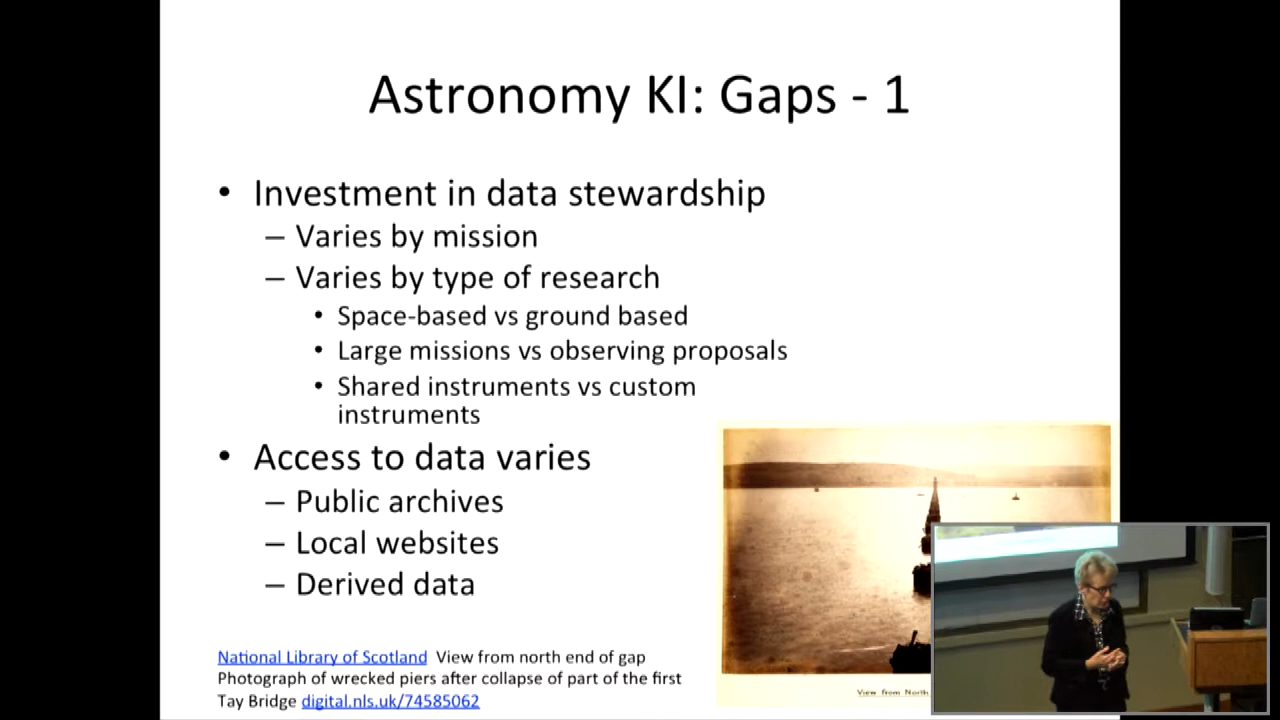 Astronomy KI: Gaps - 1
• Investment in data stewardship
– Varies by mission
– Varies by type of research
• Space-based vs ground based
• Large missions vs observing proposals
• Shared instruments vs custom
instruments
• Access to data varies
– Public archives
– Local websites
– Derived data
National Library of Scotland View from north end of gap
Photograph of wrecked piers after collapse of part of the first
Tay Bridge digital.nls.uk/74585062
View from North